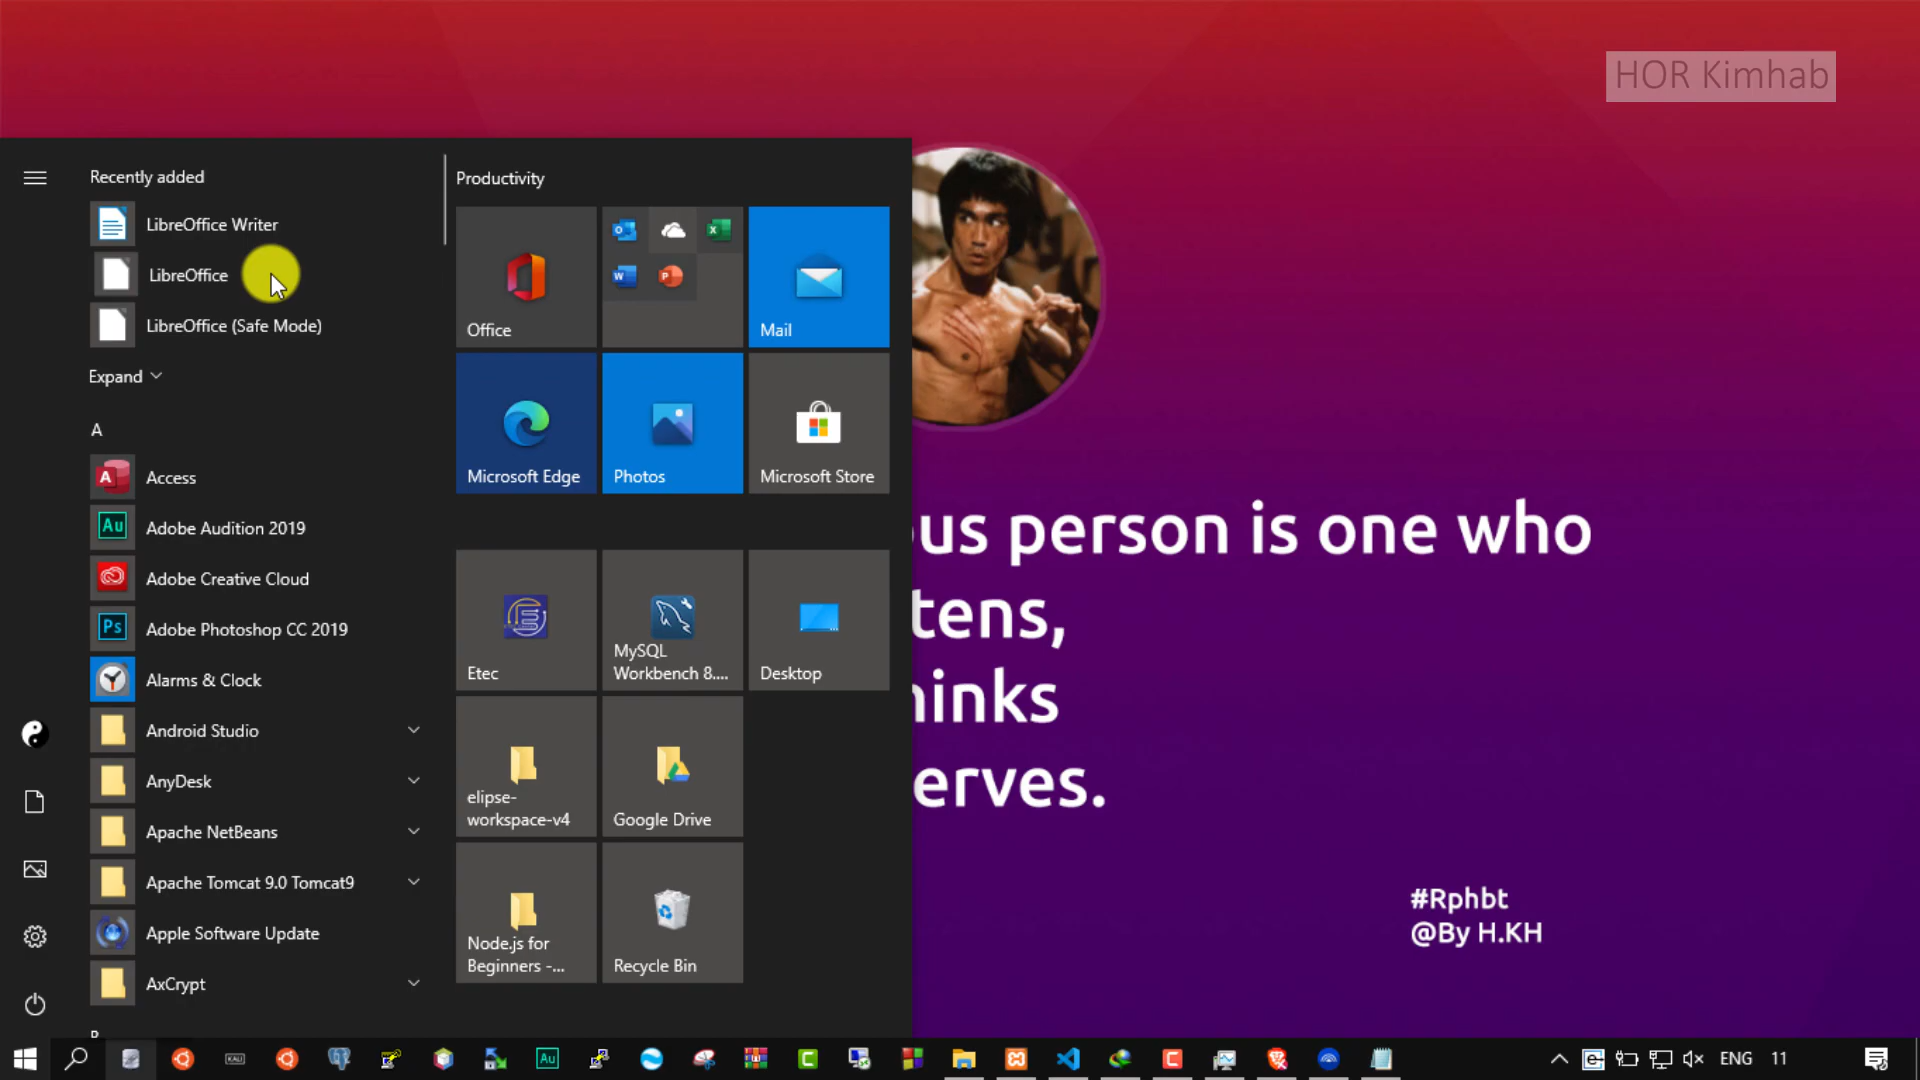 HOR Kimhab
Recently added
LibreOffice Writer
LibreOffice
LibreOffice (Safe Mode)
Expand
A
Access
Adobe Audition 2019
Adobe Creative Cloud
Adobe Photoshop CC 2019
Alarms & Clock
Android Studio
AnyDesk
Apache NetBeans
Apache Tomcat 9.0 Tomcat9
Apple Software Update
AxCrypt
Productivity
Office
Mail
Microsoft Edge
Photos
Microsoft Store
Etec
MySQL
Workbench 8....
Desktop
elipse-
workspace-v4
Google Drive
Node.js for
Beginners -...
Recycle Bin
us person is one who
tens,
hinks
erves.
#Rphbt
@By H.KH
ENG 11